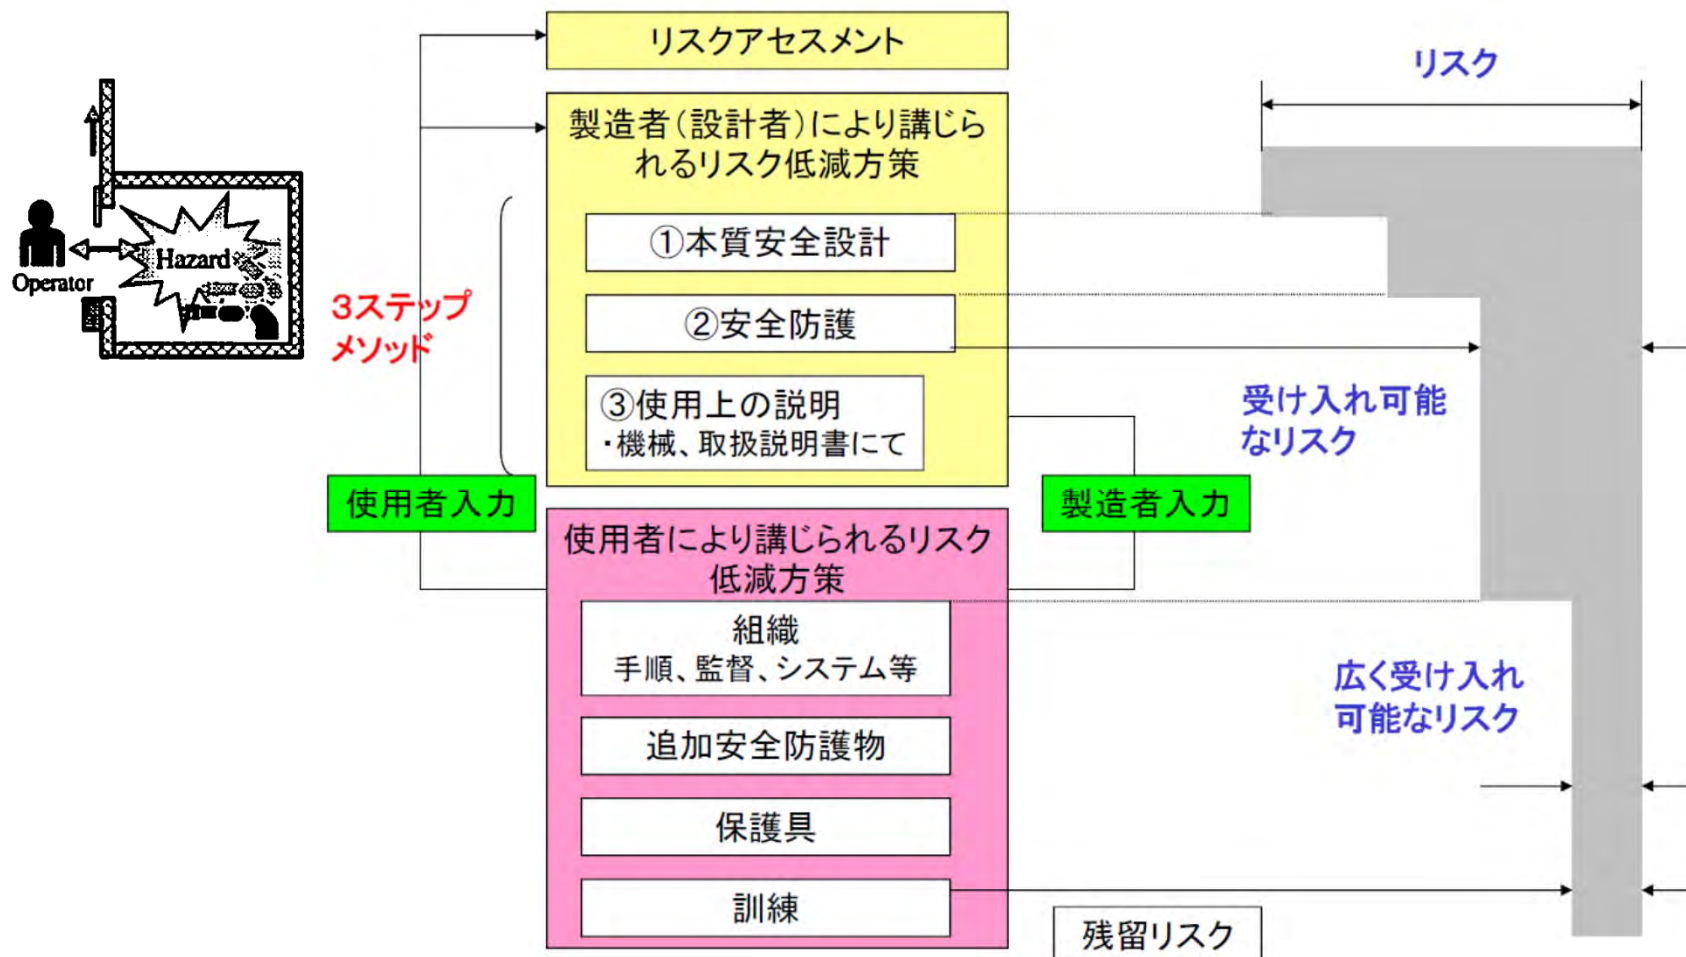 リスクアセスメント
製造者(設計者)により講じら
れるリスク低減方策
①本質安全設計
②安全防護
③使用上の説明
・機械、取扱説明書にて
Operator
Hazard
3ステップ
メソッド
使用者入力
製造者入力
使用者により講じられるリスク
低減方策
組織
手順、監督、システム等
追加安全防護物
保護具
訓練
残留リスク
リスク
受け入れ可能
なリスク
広く受け入れ
可能なリスク